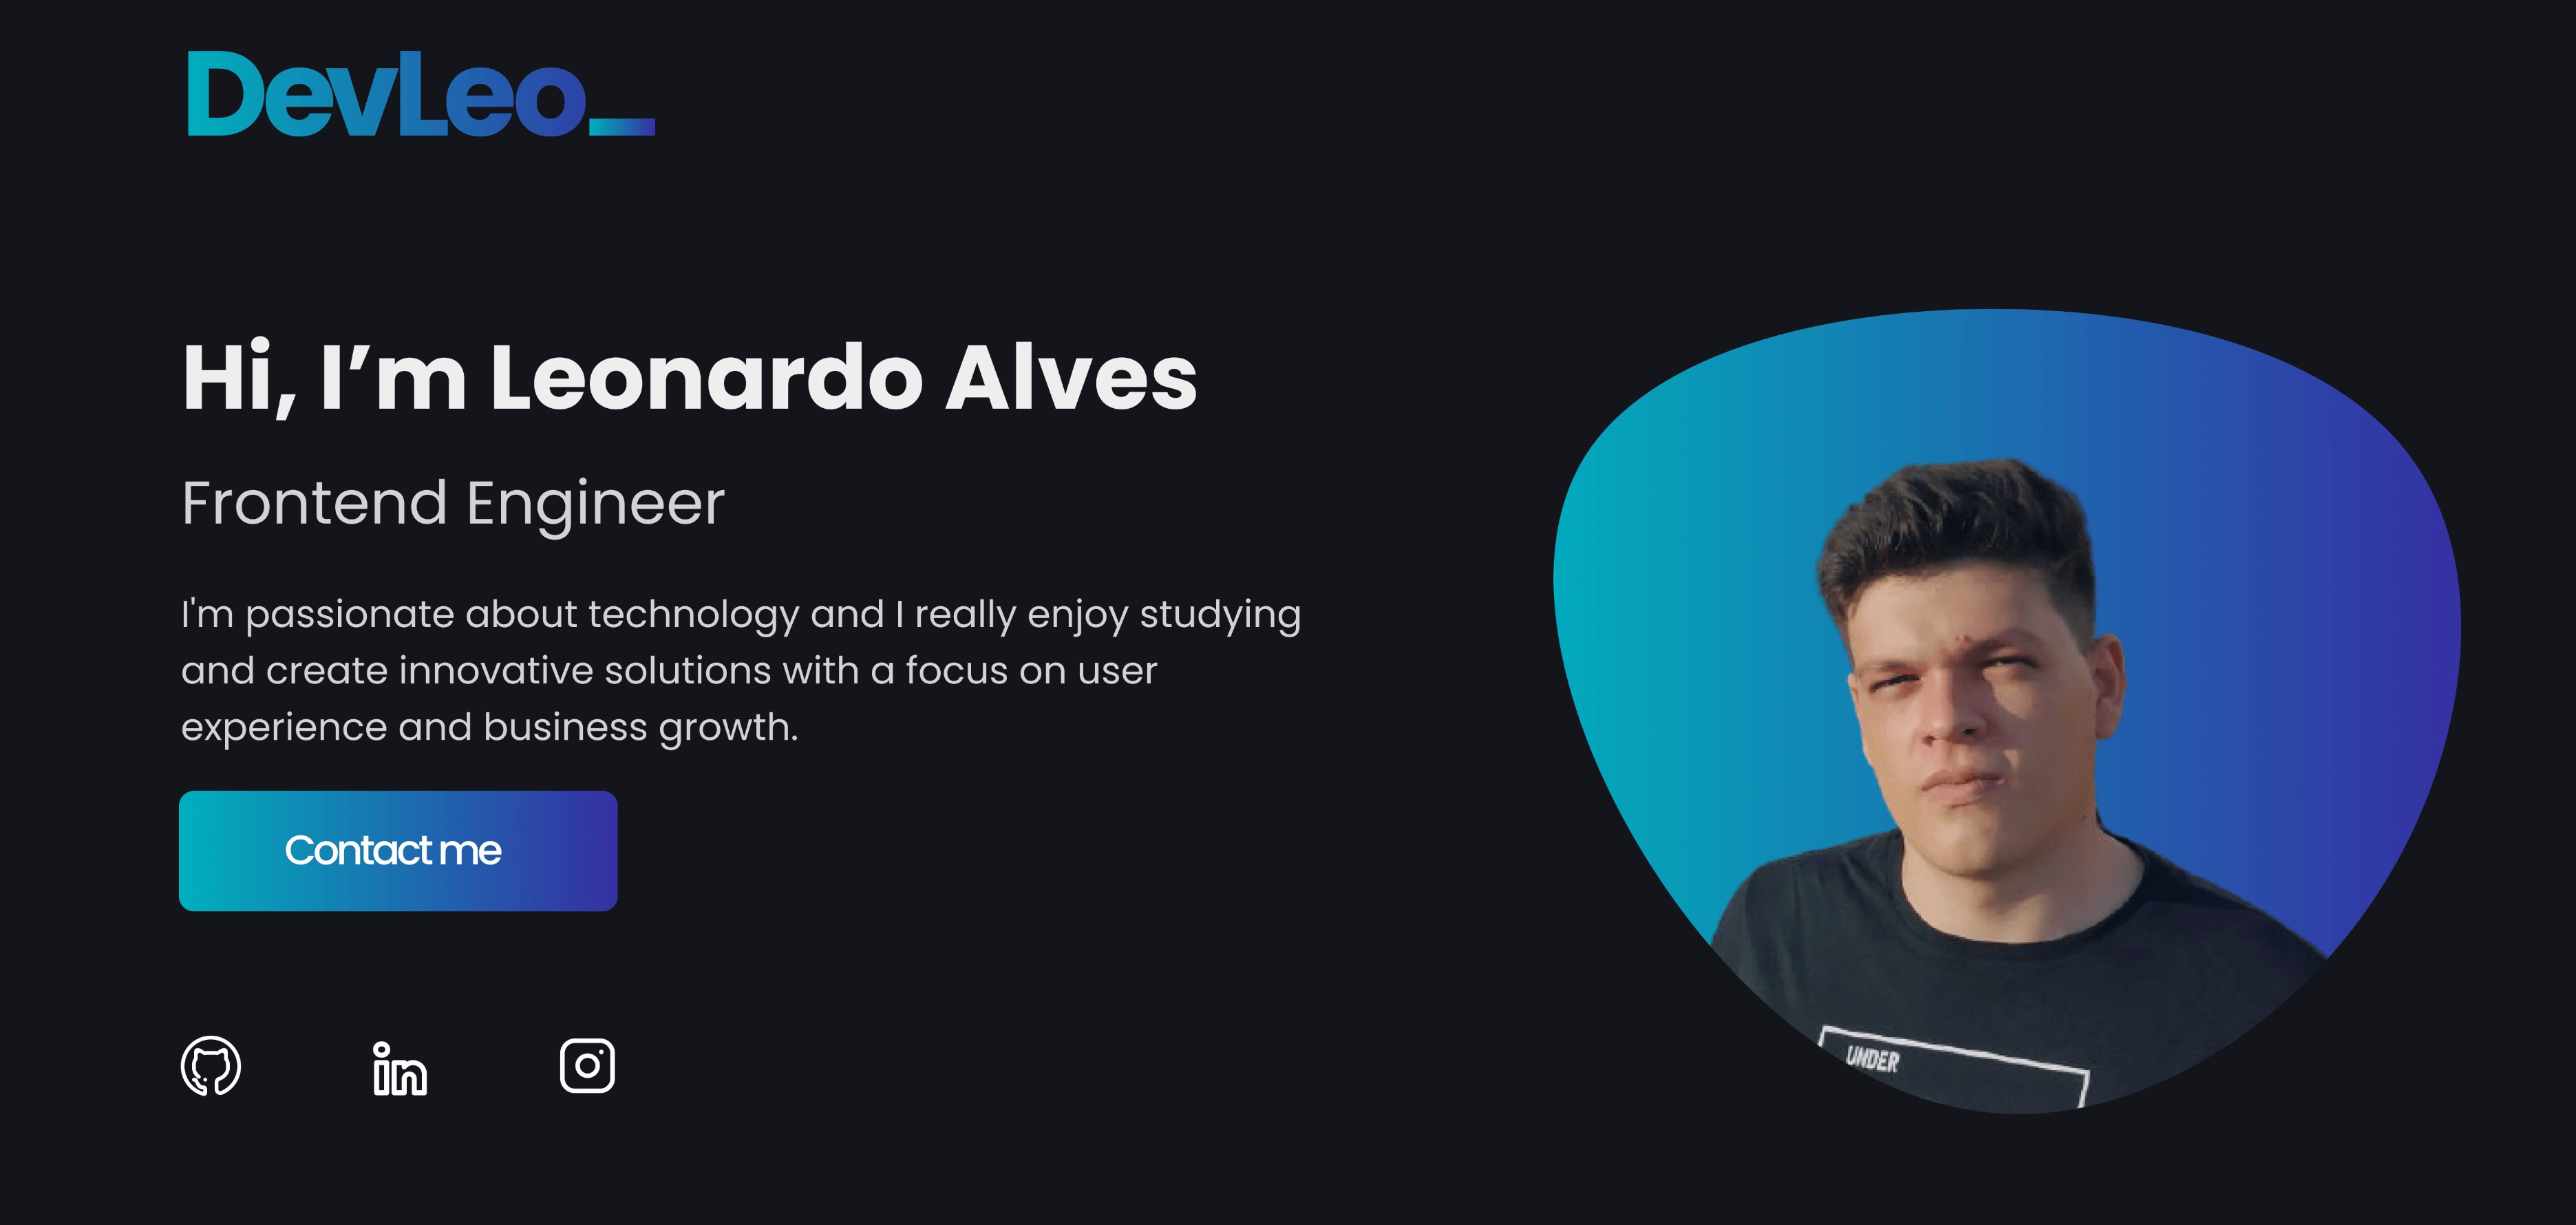 DevLeo_
Hi, I’m Leonardo Alves
Frontend Engineer
I'm passionate about technology and I really enjoy studying
and create innovative solutions with a focus on user
experience and business growth.
Contact me
in
UNDER